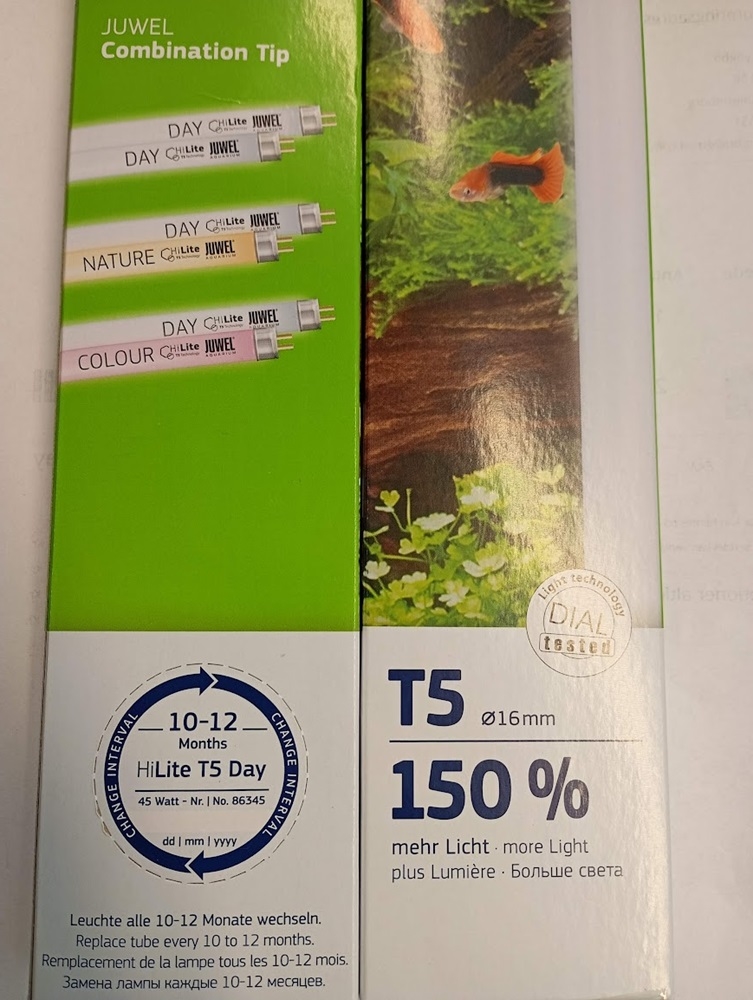 JUWEL
Combination Tip
DAY HiLite JUWEL
DAY HiLite JUWEL
DAY HiLite JUWEL
NATURE HiLite JUWEL
DAY HiLite JUWEL
COLOUR HiLite JUWEL
CHANGE INTERVAL
CHANGE INTERVAL
10-12
Months
HiLite T5 Day
45 Watt - Nr. | No. 86345
dd | mm | yyyy
Leuchte alle 10-12 Monate wechseln.
Replace tube every 10 to 12 months.
Remplacement de la lampe tous les 10-12 mois.
Замена лампы каждые 10-12 месяцев.
Light technology
DIAL
tested
T5 Ø16mm
150 %
mehr Licht · more Light
plus Lumière · Больше света